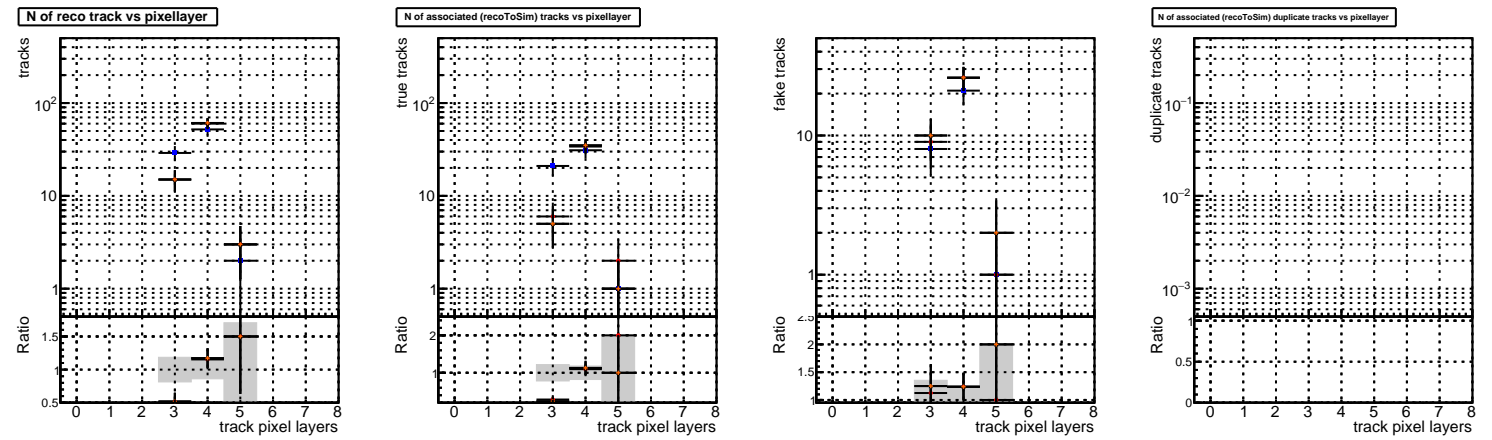 N of reco track vs pixellayer
tracks
10²
10
1
Ratio
1.5
1
0.5
0 1 2 3 4 5 6 7 8
track pixel layers
N of associated (recoToSim) tracks vs pixellayer
true tracks
10²
10
1
Ratio
2
1
0 1 2 3 4 5 6 7 8
track pixel layers
fake tracks
10
1
Ratio
2.5
2
1.5
1
0 1 2 3 4 5 6 7 8
track pixel layers
N of associated (recoToSim) duplicate tracks vs pixellayer
duplicate tracks
10⁻¹
10⁻²
10⁻³
Ratio
1
0.5
0
0 1 2 3 4 5 6 7 8
track pixel layers